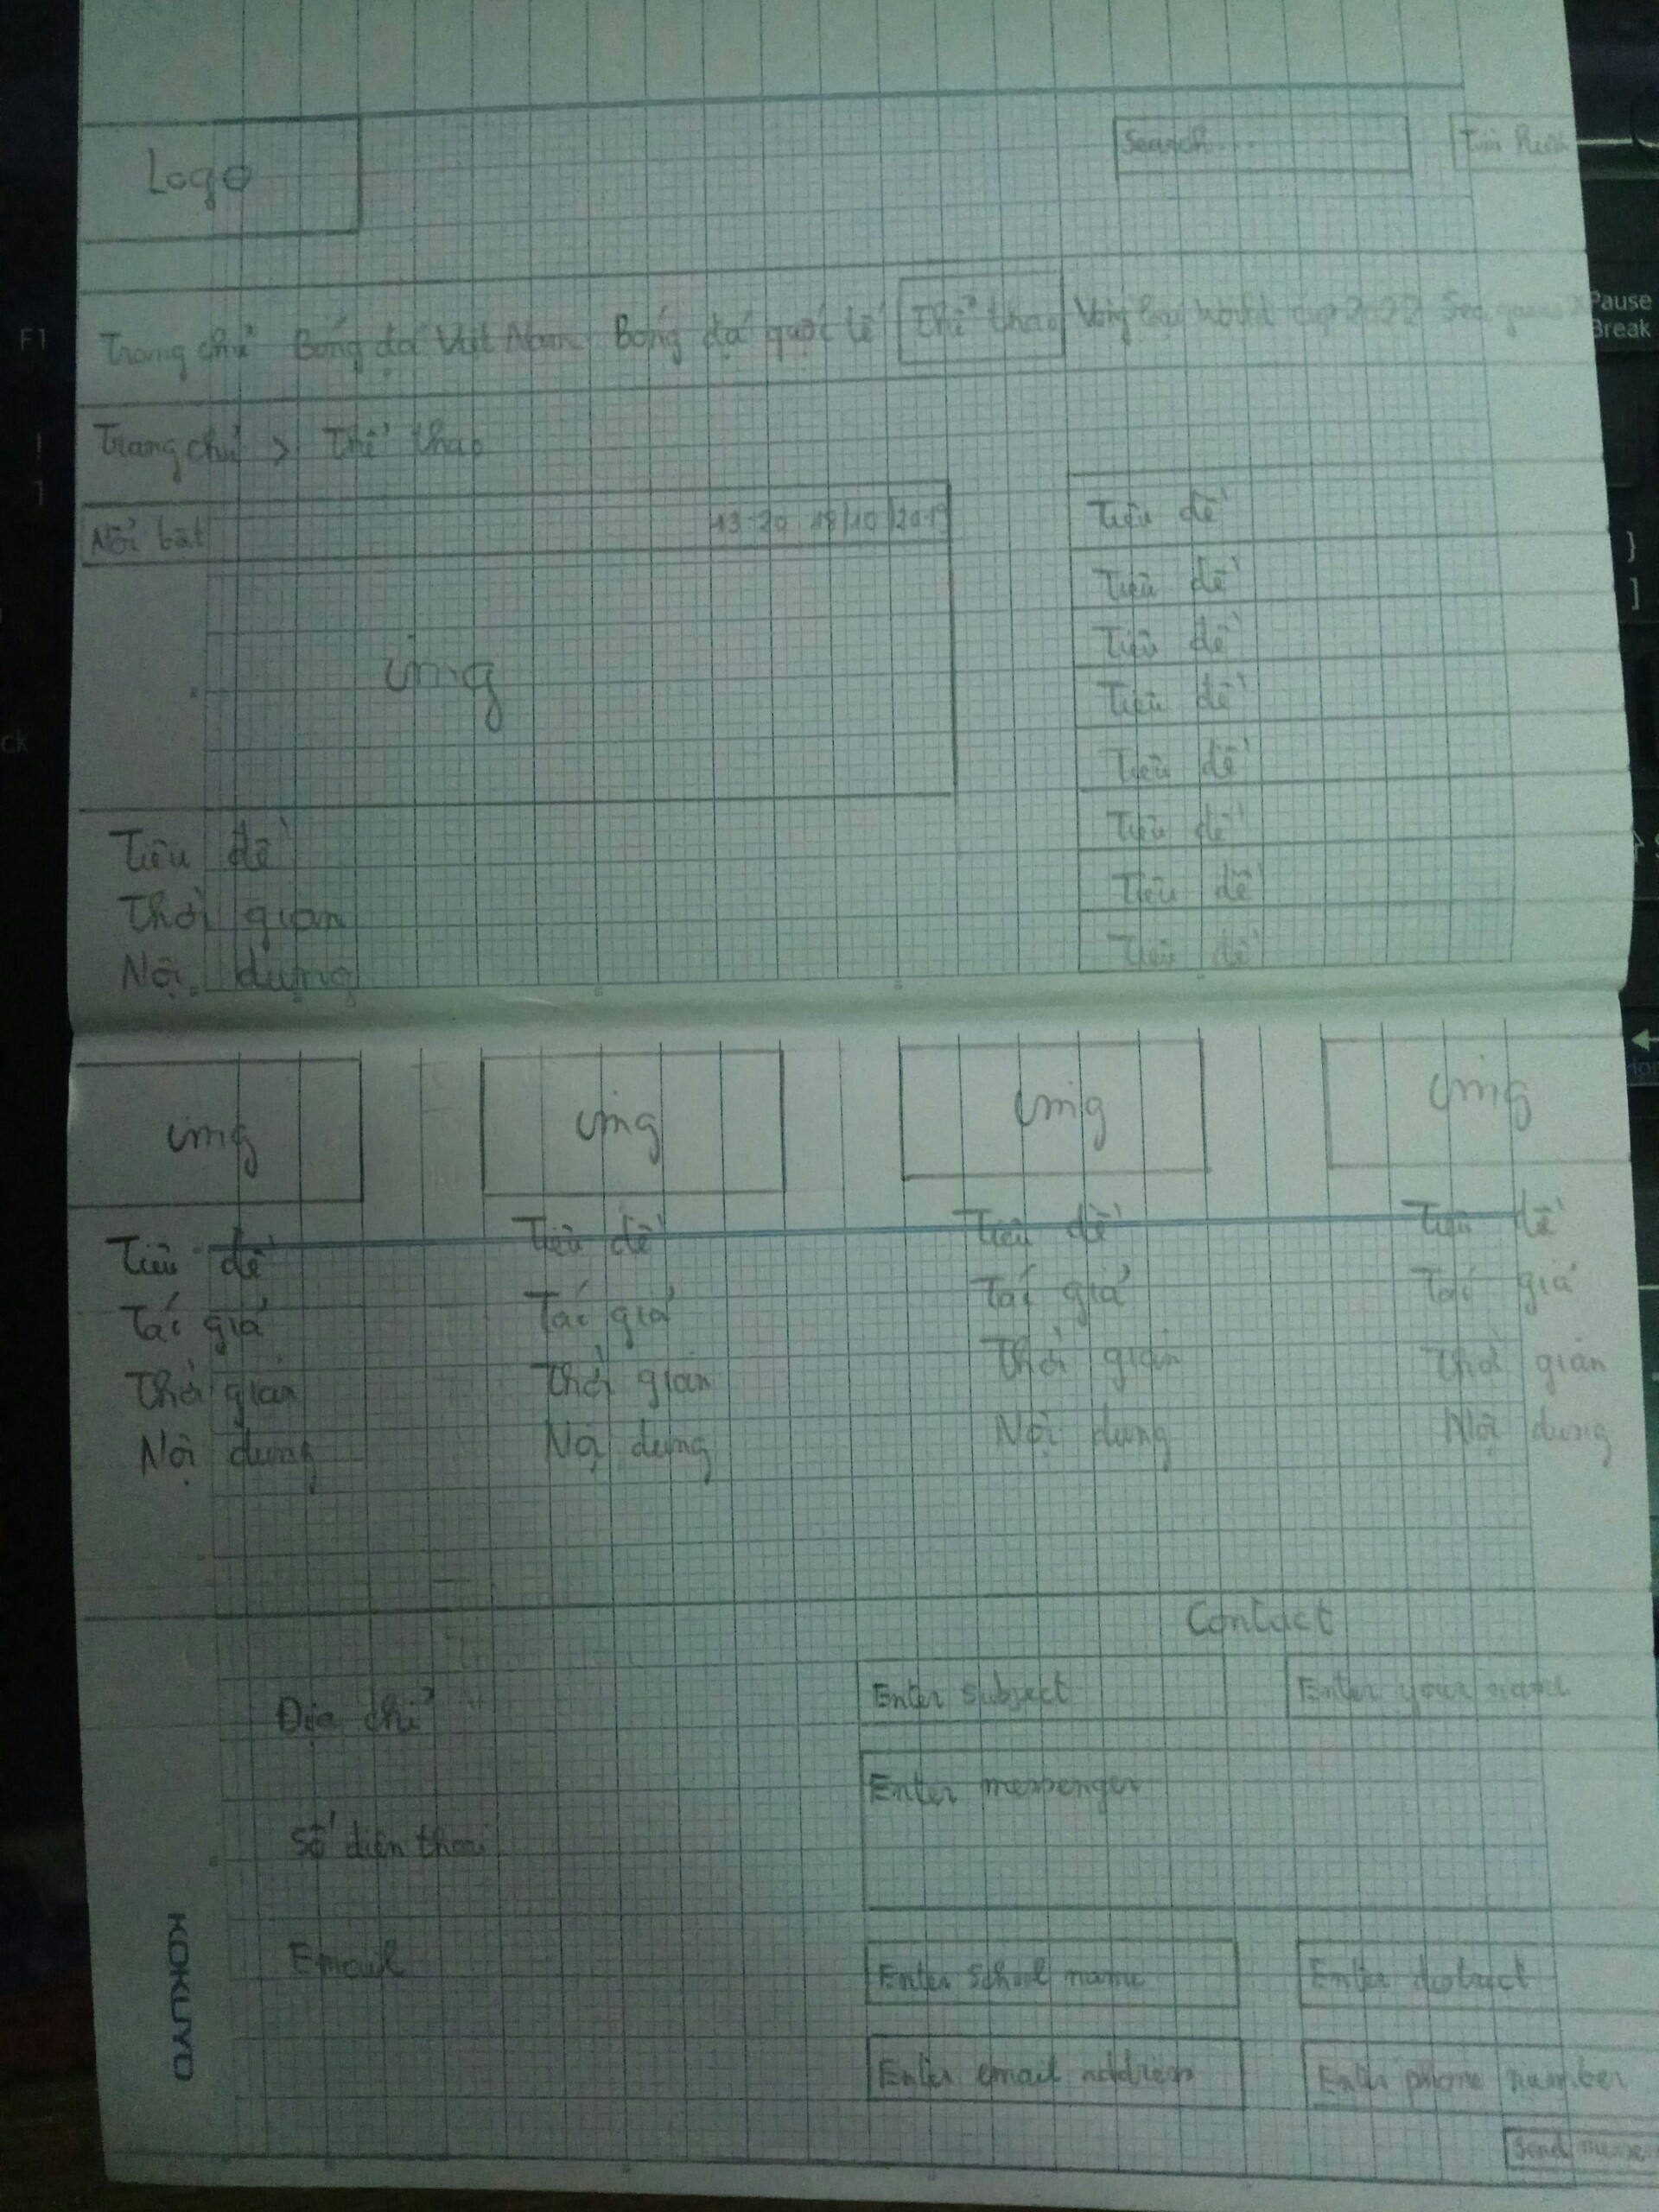 Logo
Search...
Tìm Kiếm
Trang chủ Bóng đá Việt Nam Bóng đá quốt tế Thể thao Vòng loại world cup 2022 Sea games
Trang chủ > Thể thao
Nổi bật 13:20 18/10/2019
img
Tiêu đề
Tiêu đề
Tiêu đề
Tiêu đề
Tiêu đề
Tiêu đề
Tiêu đề
Tiêu đề
Tiêu đề
Thời gian
Nội dung
img img img img
Tiêu đề Tiêu đề Tiêu đề Tiêu đề
Tác giả Tác giả Tác giả Tác giả
Thời gian Thời gian Thời gian Thời gian
Nội dung Nội dung Nội dung Nội dung
Contact
Địa chỉ
Số điện thoại
Email
Enter subject Enter your name
Enter messenger
Enter School name Enter district
Enter email address Enter phone number
Send
KOKUYO
F1
!
1
ck
Pause
Break
}
]